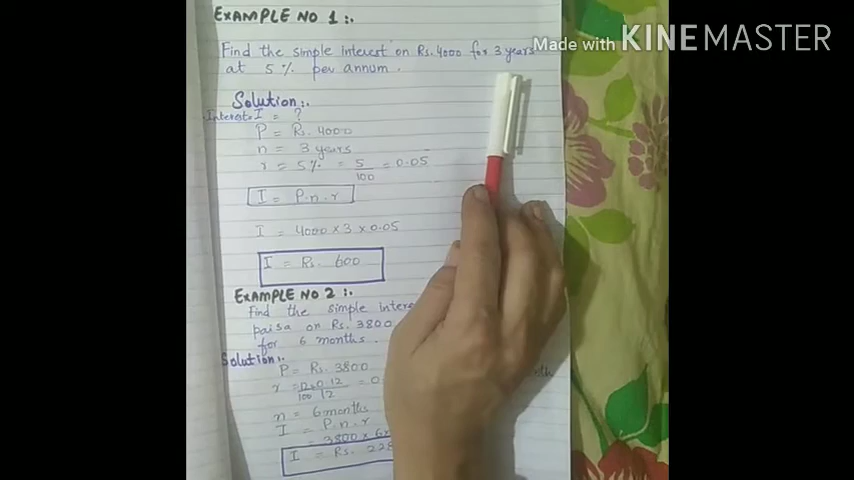 EXAMPLE NO 1 :.
Find the simple interest on Rs. 4000 for 3 years
at 5 % per annum.
Made with KINEMASTER
Solution:.
Interest=I = ?
P = Rs. 4000
n = 3 years
r = 5% = 5/100 = 0.05
I = P.n.r
I = 4000 × 3 × 0.05
I = Rs. 600
EXAMPLE NO 2 :.
Find the simple
paisa on Rs. 3800
for 6 months.
Solution:.
P = Rs. 3800
n = 6 months
I = P.n.r
= 3800 ×
I = Rs. 228